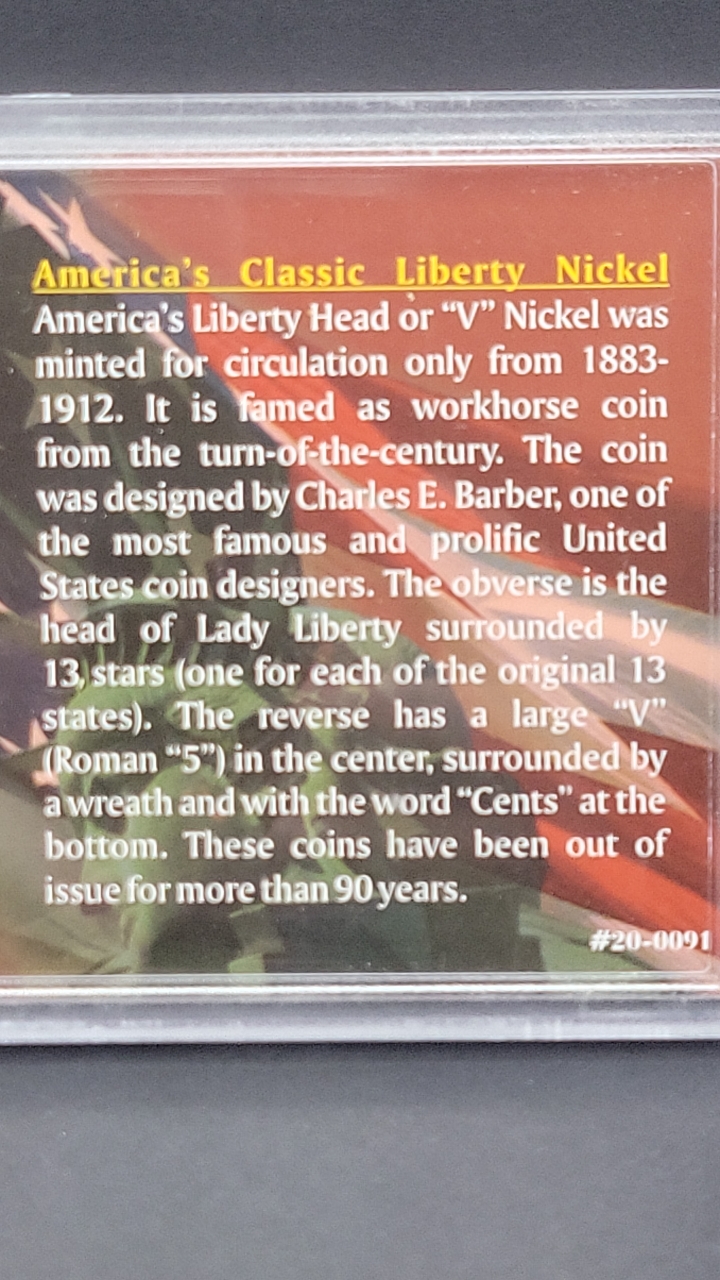 America's Classic Liberty Nickel
America's Liberty Head or “V” Nickel was
minted for circulation only from 1883-
1912. It is famed as workhorse coin
from the turn-of-the-century. The coin
was designed by Charles E. Barber, one of
the most famous and prolific United
States coin designers. The obverse is the
head of Lady Liberty surrounded by
13 stars (one for each of the original 13
states). The reverse has a large “V”
(Roman “5”) in the center, surrounded by
a wreath and with the word “Cents” at the
bottom. These coins have been out of
issue for more than 90 years.
#20-0091